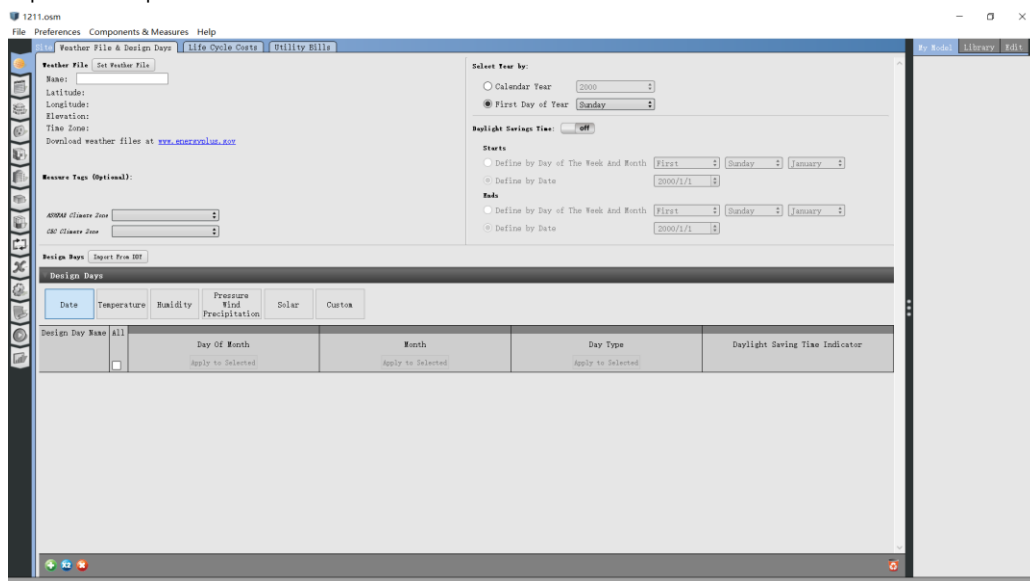 1211.osm
File Preferences Components & Measures Help
Site Weather File & Design Days Life Cycle Costs Utility Bills My Model Library Edit
Weather File Set Weather File
Name:
Latitude:
Longitude:
Elevation:
Time Zone:
Download weather files at www.energyplus.gov
Measure Tags (Optional):
ASHRAE Climate Zone
CEC Climate Zone
Select Year by:
Calendar Year 2000
First Day of Year Sunday
Daylight Savings Time: off
Starts
Define by Day of The Week And Month First Sunday January
Define by Date 2000/1/1
Ends
Define by Day of The Week And Month First Sunday January
Define by Date 2000/1/1
Design Days Import From DDY
Design Days
Date Temperature Humidity Pressure Wind Precipitation Solar Custom
Design Day Name All
Day Of Month Month Day Type Daylight Saving Time Indicator
Apply to Selected Apply to Selected Apply to Selected
x2